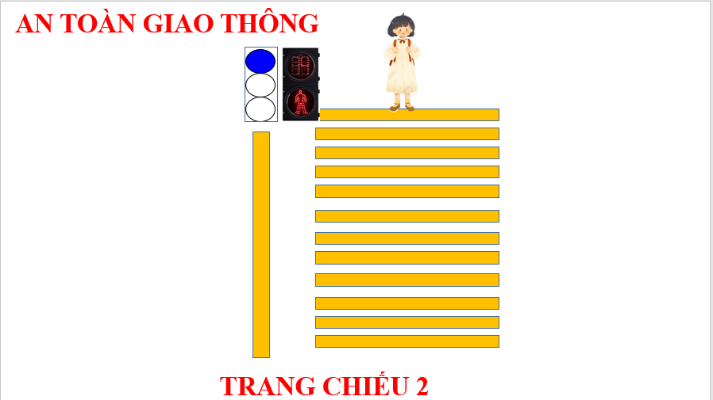 AN TOÀN GIAO THÔNG
TRANG CHIẾU 2